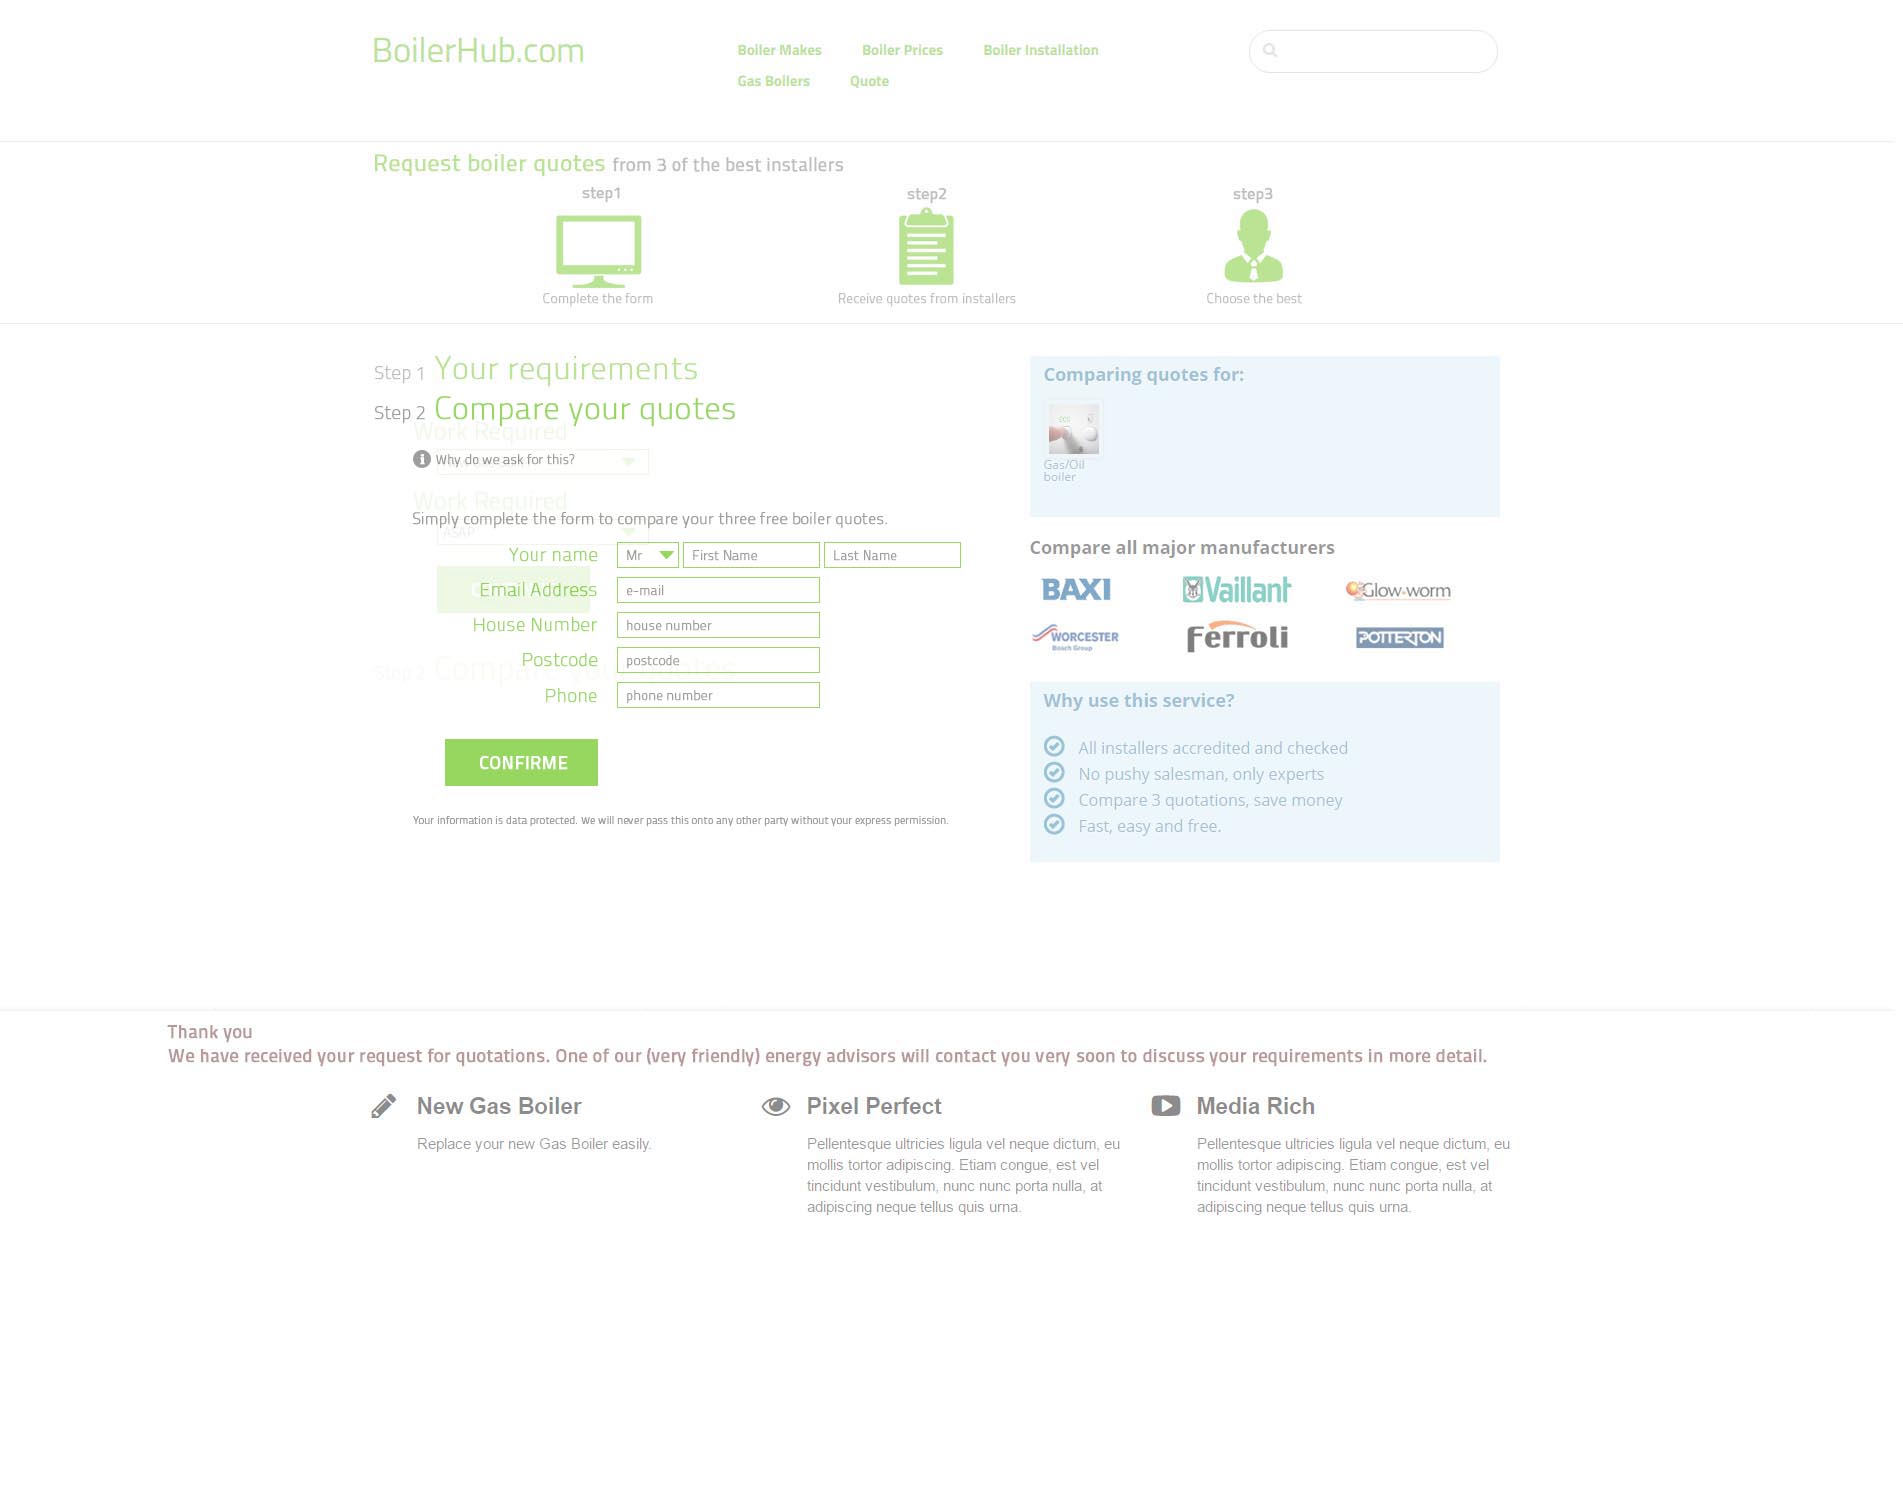 BoilerHub.com
Boiler Makes Boiler Prices Boiler Installation
Gas Boilers Quote
Request boiler quotes from 3 of the best installers
step1 step2 step3
Complete the form Receive quotes from installers Choose the best
Step 1 Your requirements
Step 2 Compare your quotes
Work Required
Why do we ask for this?
Work Required
Simply complete the form to compare your three free boiler quotes.
ASAP
Your name Mr First Name Last Name
Email Address e-mail
House Number house number
Postcode postcode
Step 2 Compare your quotes
Phone phone number
CONFIRME
Your information is data protected. We will never pass this onto any other party without your express permission.
Comparing quotes for:
Gas/Oil
boiler
Compare all major manufacturers
BAXI Vaillant Glow-worm
WORCESTER
Bosch Group
Ferroli POTTERTON
Why use this service?
All installers accredited and checked
No pushy salesman, only experts
Compare 3 quotations, save money
Fast, easy and free.
Thank you
We have received your request for quotations. One of our (very friendly) energy advisors will contact you very soon to discuss your requirements in more detail.
New Gas Boiler
Replace your new Gas Boiler easily.
Pixel Perfect
Pellentesque ultricies ligula vel neque dictum, eu
mollis tortor adipiscing. Etiam congue, est vel
tincidunt vestibulum, nunc nunc porta nulla, at
adipiscing neque tellus quis urna.
Media Rich
Pellentesque ultricies ligula vel neque dictum, eu
mollis tortor adipiscing. Etiam congue, est vel
tincidunt vestibulum, nunc nunc porta nulla, at
adipiscing neque tellus quis urna.